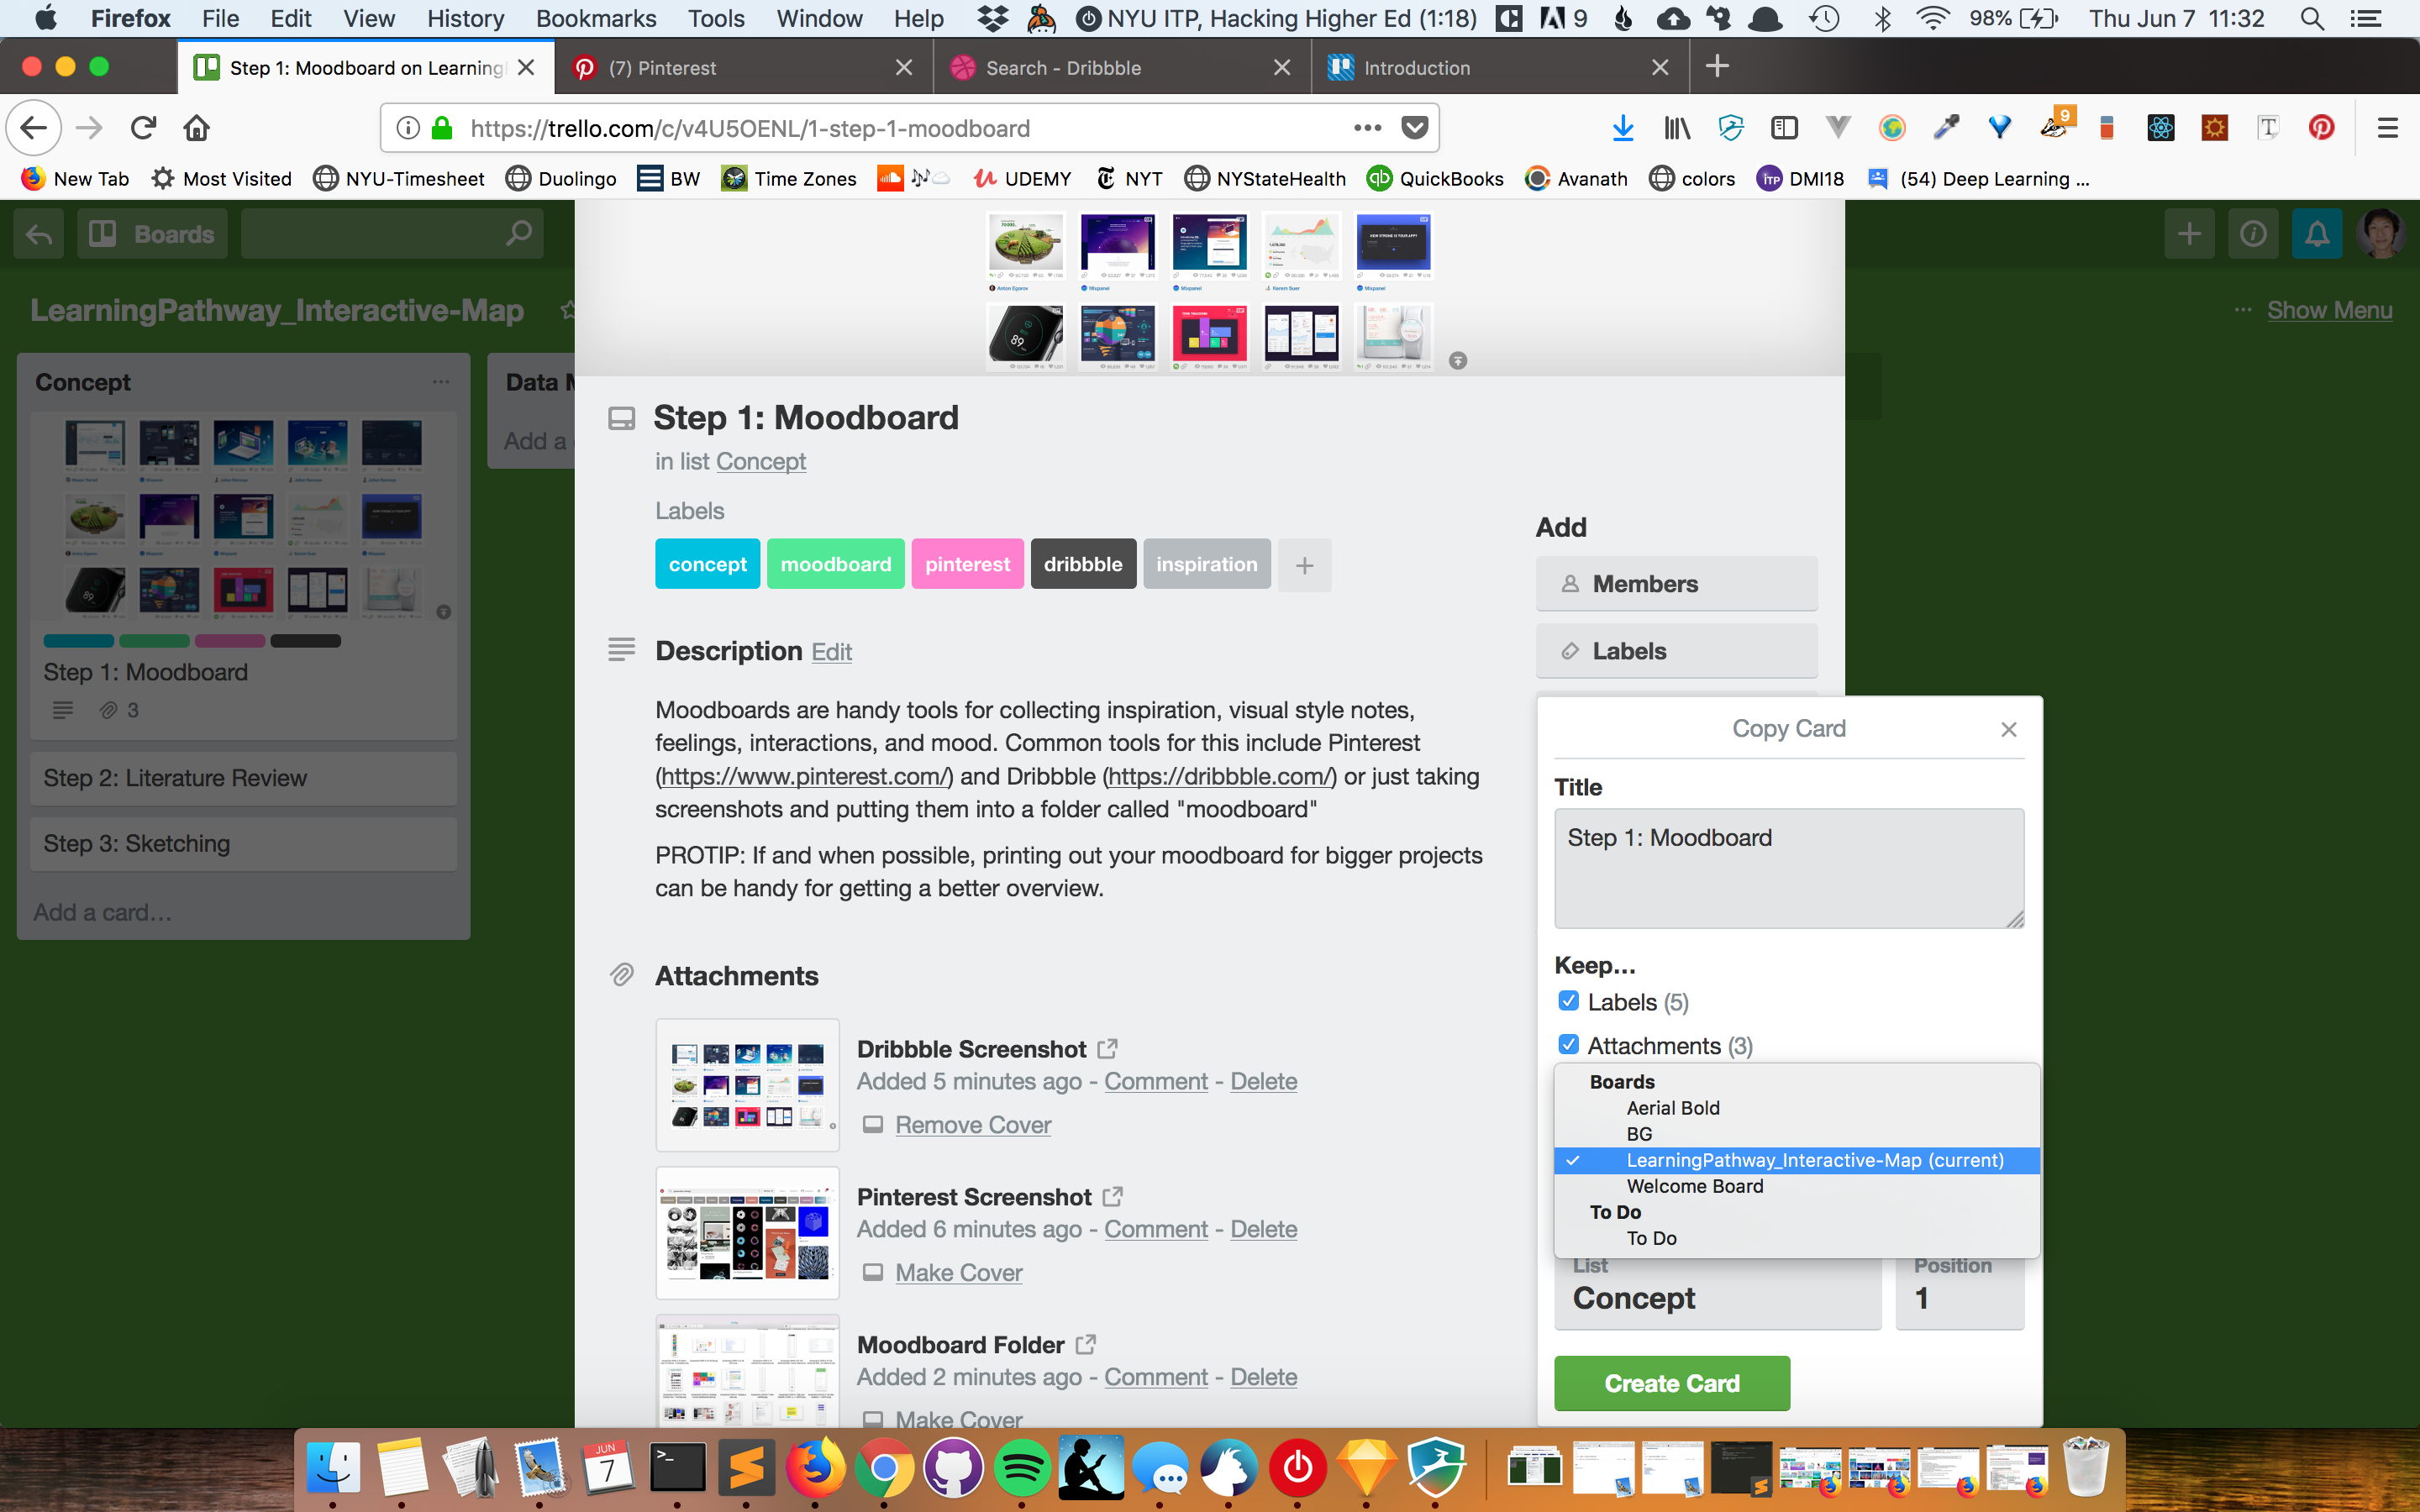 Firefox File Edit View History Bookmarks Tools Window Help NYU ITP, Hacking Higher Ed (1:18) 9 98% Thu Jun 7 11:32
Step 1: Moodboard on Learning (7) Pinterest Search - Dribbble Introduction
https://trello.com/c/v4U5OENL/1-step-1-moodboard 9
New Tab Most Visited NYU-Timesheet Duolingo BW Time Zones UDEMY NYT NYStateHealth QuickBooks Avanath colors DMI18 (54) Deep Learning ...
Boards
LearningPathway_Interactive-Map
... Show Menu
Concept
Step 1: Moodboard
3
Step 2: Literature Review
Step 3: Sketching
Add a card...
Data M
Add a
Step 1: Moodboard
in list Concept
Labels
concept moodboard pinterest dribbble inspiration +
Description Edit
Moodboards are handy tools for collecting inspiration, visual style notes,
feelings, interactions, and mood. Common tools for this include Pinterest
(https://www.pinterest.com/) and Dribbble (https://dribbble.com/) or just taking
screenshots and putting them into a folder called "moodboard"
PROTIP: If and when possible, printing out your moodboard for bigger projects
can be handy for getting a better overview.
Attachments
Dribbble Screenshot
Added 5 minutes ago - Comment - Delete
Remove Cover
Pinterest Screenshot
Added 6 minutes ago - Comment - Delete
Make Cover
Moodboard Folder
Added 2 minutes ago - Comment - Delete
Make Cover
Add
Members
Labels
Copy Card
Title
Step 1: Moodboard
Keep...
Labels (5)
Attachments (3)
Boards
Aerial Bold
BG
LearningPathway_Interactive-Map (current)
Welcome Board
To Do
To Do
List Position
Concept 1
Create Card
JUN
7